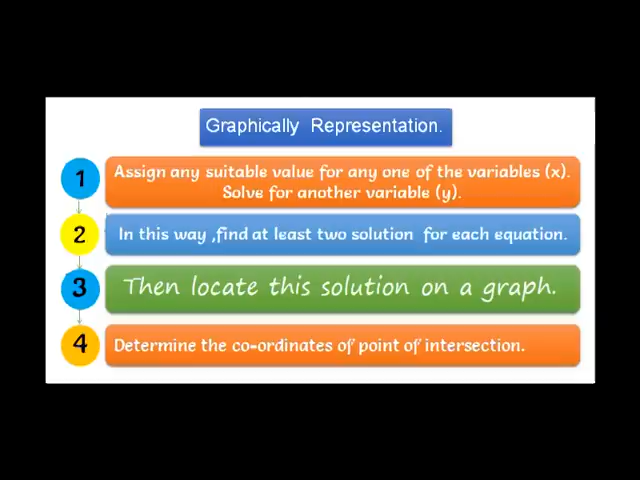 Graphically Representation.
1
Assign any suitable value for any one of the variables (x).
Solve for another variable (y).
2
In this way ,find at least two solution for each equation.
3
Then locate this solution on a graph.
4
Determine the co-ordinates of point of intersection.